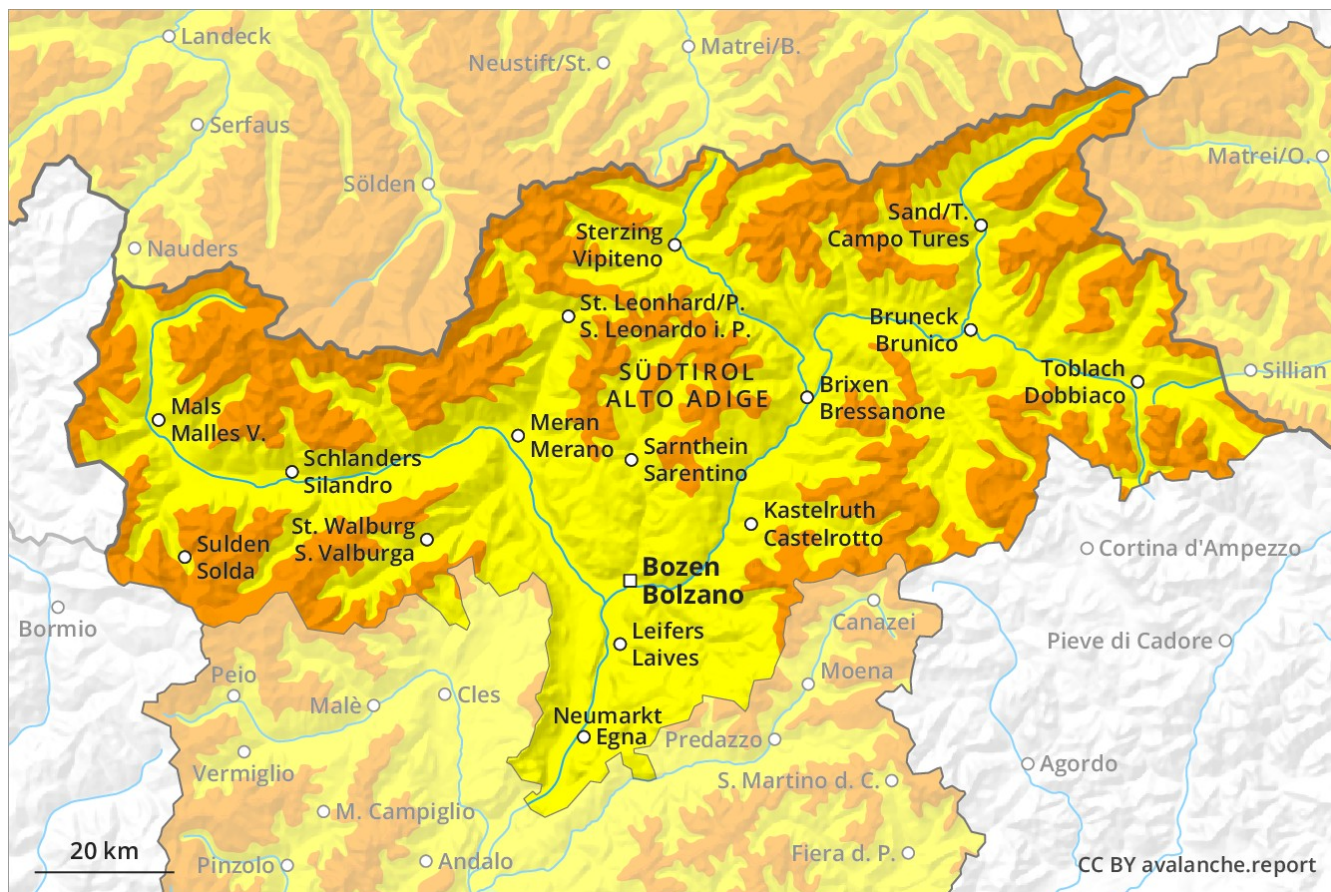 Landeck
Matrei/B.
Neustift/St.
Serfaus
Matrei/O.
Sölden
Sand/T.
Campo Tures
Sterzing
Vipiteno
Nauders
St. Leonhard/P.
S. Leonardo i. P.
Bruneck
Brunico
Toblach
Dobbiaco
Sillian
SÜDTIROL
ALTO ADIGE
Brixen
Bressanone
Mals
Malles V.
Meran
Merano
Sarnthein
Sarentino
Schlanders
Silandro
Kastelruth
Castelrotto
St. Walburg
S. Valburga
Sulden
Solda
Cortina d'Ampezzo
Bozen
Bolzano
Bormio
Canazei
Leifers
Laives
Pieve di Cadore
Peio
Moena
Malè
Cles
Neumarkt
Egna
Predazzo
Vermiglio
Agordo
S. Martino d. C.
M. Campiglio
20 km
Pinzolo
Andalo
Fiera d. P.
CC BY avalanche.report